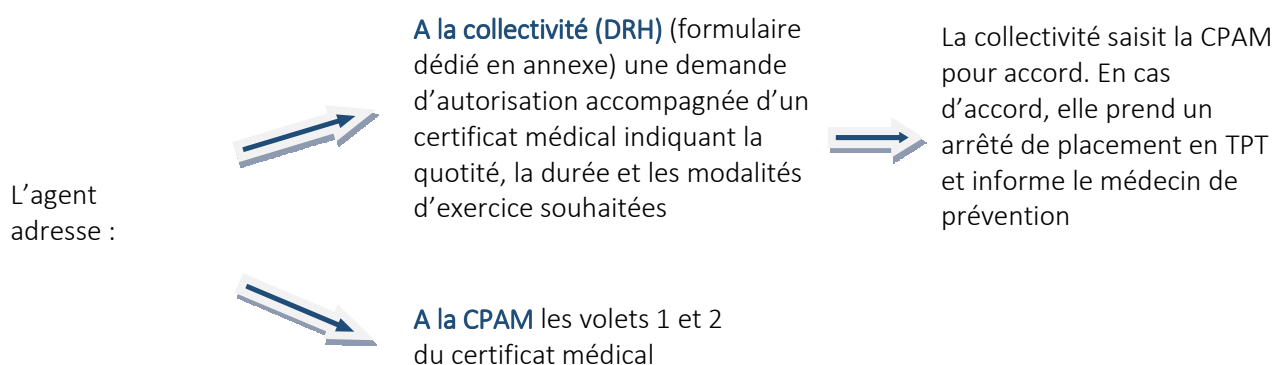 L’agent
adresse :
A la collectivité (DRH) (formulaire
dédié en annexe) une demande
d’autorisation accompagnée d’un
certificat médical indiquant la
quotité, la durée et les modalités
d’exercice souhaitées
La collectivité saisit la CPAM
pour accord. En cas
d’accord, elle prend un
arrêté de placement en TPT
et informe le médecin de
prévention
A la CPAM les volets 1 et 2
du certificat médical